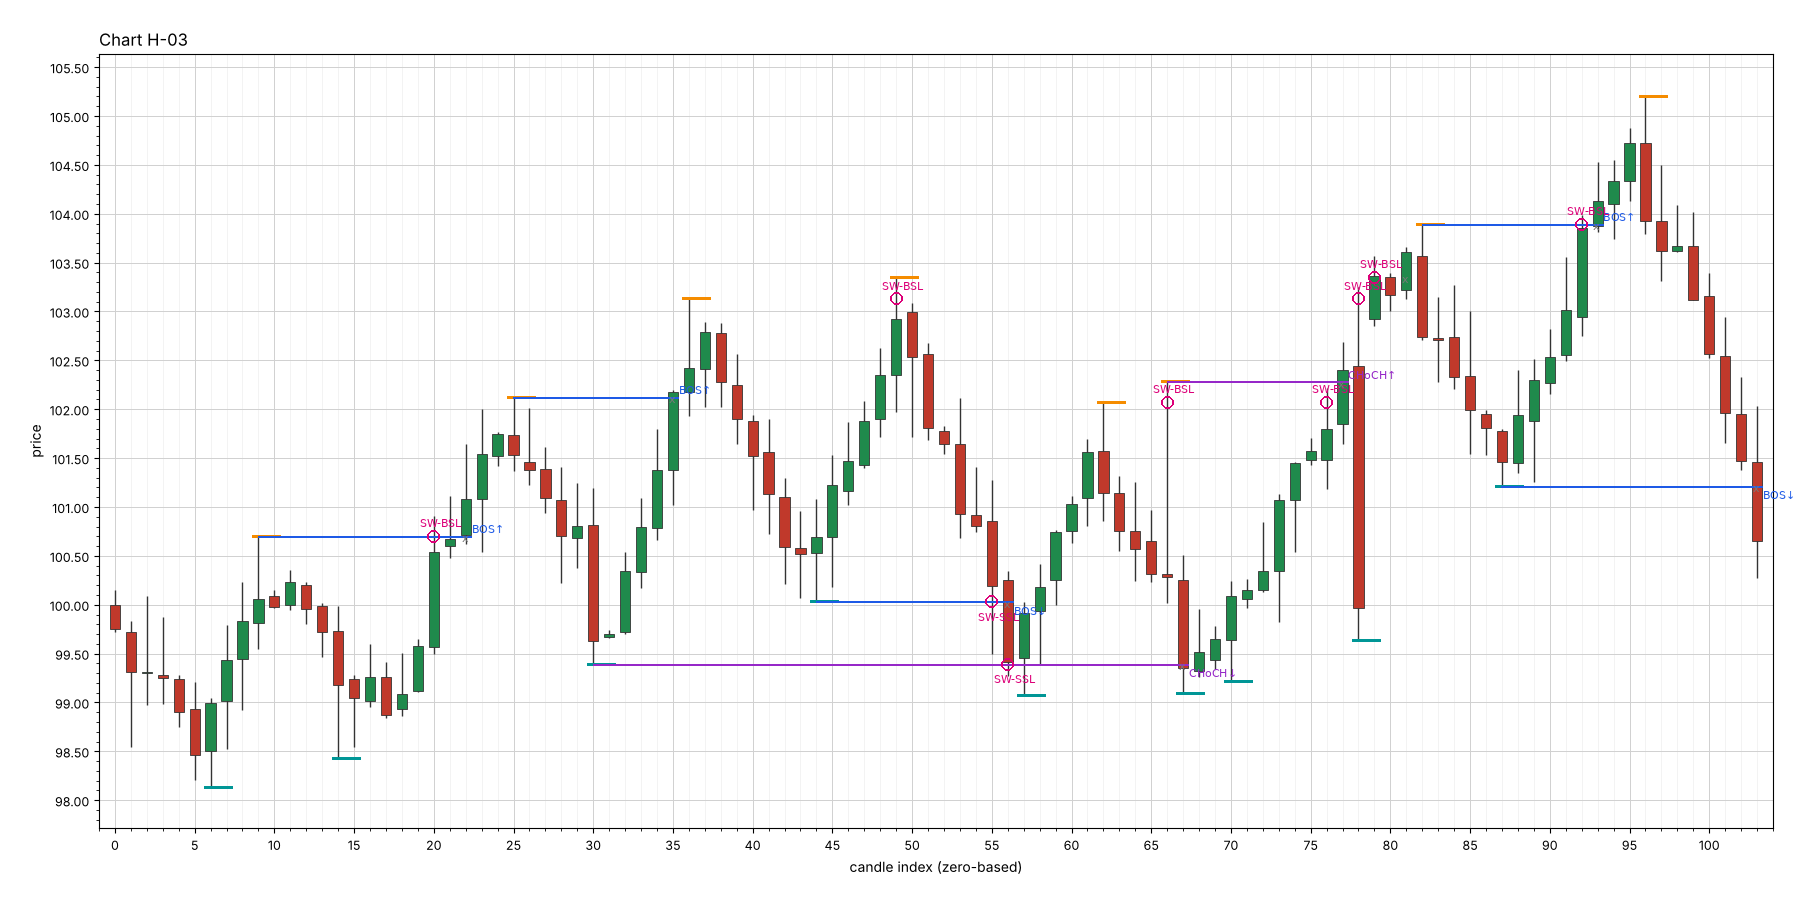 Chart H-03
105.50
105.00
104.50
104.00
103.50
103.00
102.50
102.00
101.50
101.00
100.50
100.00
99.50
99.00
98.50
98.00
price
SW-BSL
BOS↑
BOS↑
SW-BSL
SW-SSL
BOS↓
SW-SSL
SW-BSL
CHoCH↓
SW-BSL
CHoCH↑
SW-BSL
SW-BSL
SW-BSL
BOS↑
BOS↓
0 5 10 15 20 25 30 35 40 45 50 55 60 65 70 75 80 85 90 95 100
candle index (zero-based)